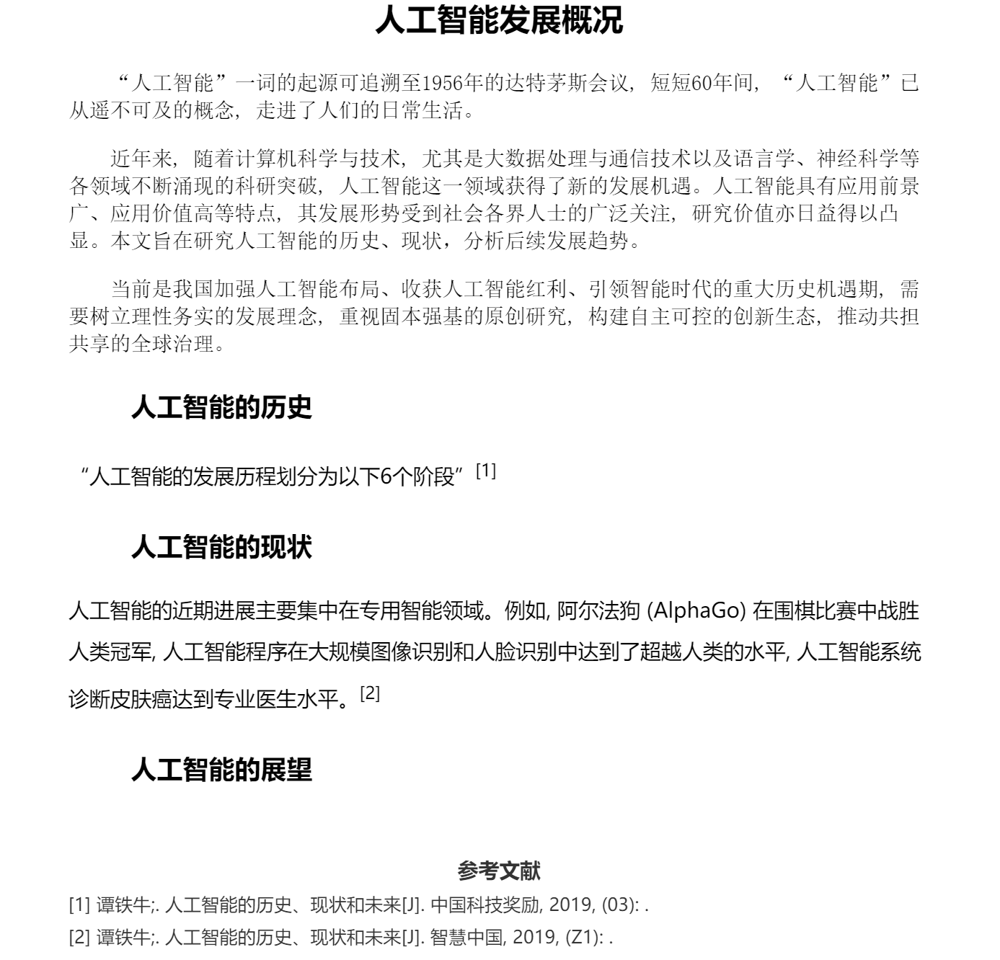 人工智能发展概况
“人工智能”一词的起源可追溯至1956年的达特茅斯会议, 短短60年间, “人工智能”已
从遥不可及的概念, 走进了人们的日常生活。
近年来, 随着计算机科学与技术, 尤其是大数据处理与通信技术以及语言学、神经科学等
各领域不断涌现的科研突破, 人工智能这一领域获得了新的发展机遇。人工智能具有应用前景
广、应用价值高等特点, 其发展形势受到社会各界人士的广泛关注, 研究价值亦日益得以凸
显。本文旨在研究人工智能的历史、现状，分析后续发展趋势。
当前是我国加强人工智能布局、收获人工智能红利、引领智能时代的重大历史机遇期, 需
要树立理性务实的发展理念, 重视固本强基的原创研究, 构建自主可控的创新生态, 推动共担
共享的全球治理。
人工智能的历史
“人工智能的发展历程划分为以下6个阶段”[1]
人工智能的现状
人工智能的近期进展主要集中在专用智能领域。例如, 阿尔法狗 (AlphaGo) 在围棋比赛中战胜
人类冠军, 人工智能程序在大规模图像识别和人脸识别中达到了超越人类的水平, 人工智能系统
诊断皮肤癌达到专业医生水平。[2]
人工智能的展望
参考文献
[1] 谭铁牛;. 人工智能的历史、现状和未来[J]. 中国科技奖励, 2019, (03): .
[2] 谭铁牛;. 人工智能的历史、现状和未来[J]. 智慧中国, 2019, (Z1): .